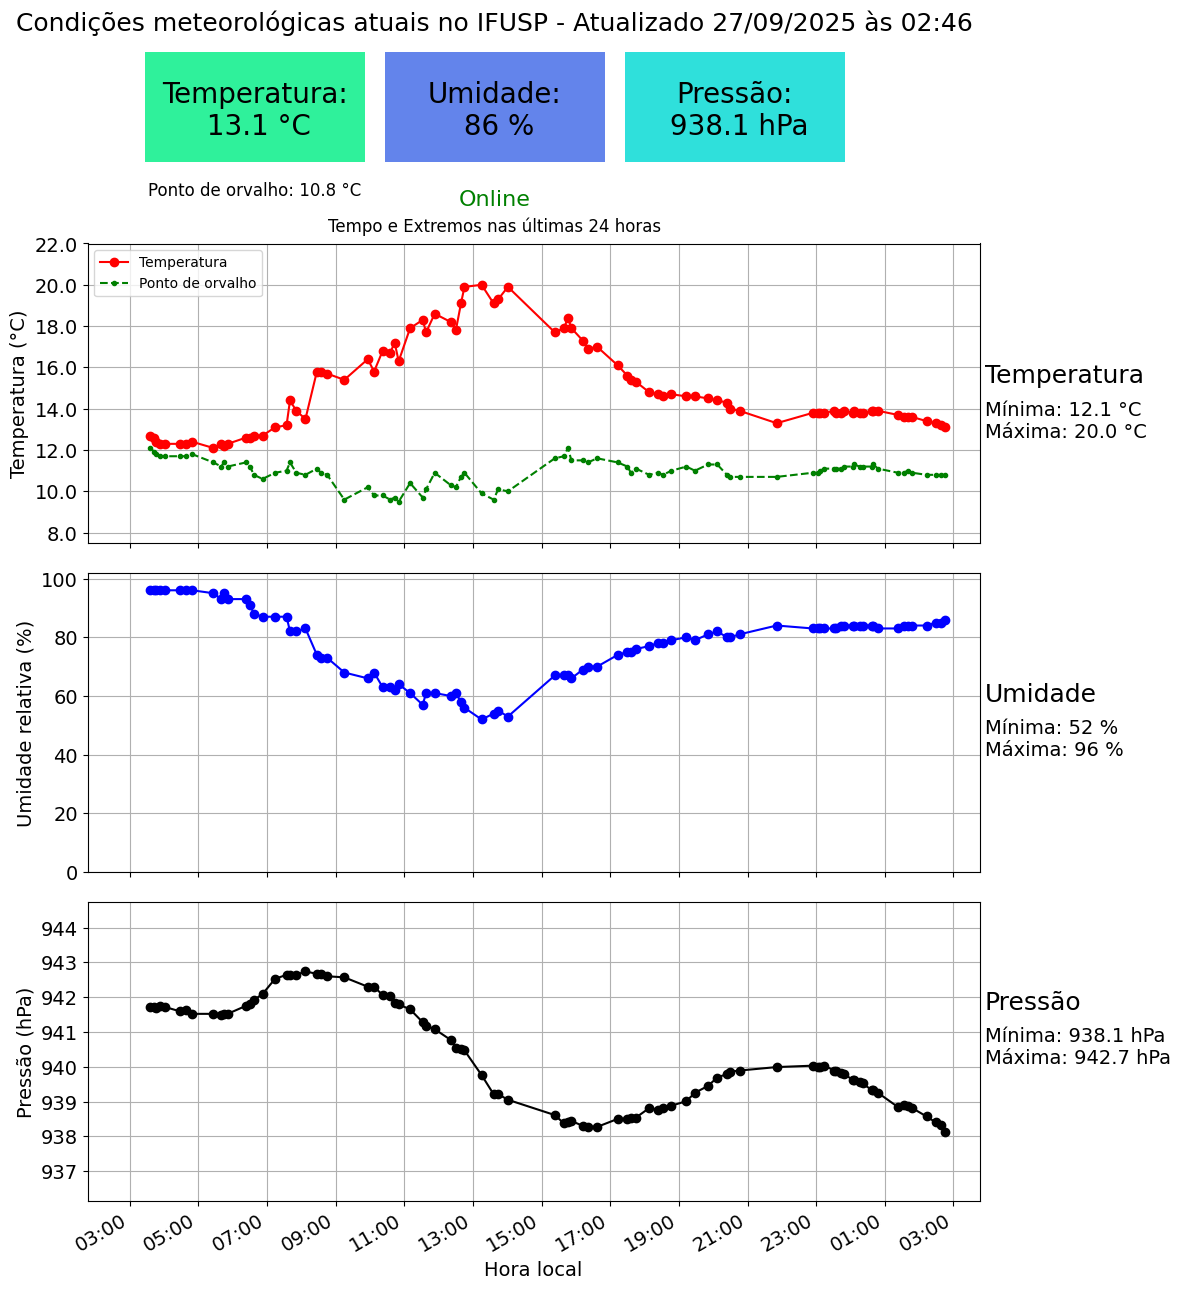 Condições meteorológicas atuais no IFUSP - Atualizado 27/09/2025 às 02:46
Temperatura:
13.1 °C
Umidade:
86 %
Pressão:
938.1 hPa
Ponto de orvalho: 10.8 °C
Online
Tempo e Extremos nas últimas 24 horas
Temperatura
Ponto de orvalho
Temperatura (°C)
22.0
20.0
18.0
16.0
14.0
12.0
10.0
8.0
Temperatura
Mínima: 12.1 °C
Máxima: 20.0 °C
Umidade relativa (%)
100
80
60
40
20
0
Umidade
Mínima: 52 %
Máxima: 96 %
Pressão (hPa)
944
943
942
941
940
939
938
937
Pressão
Mínima: 938.1 hPa
Máxima: 942.7 hPa
03:00
05:00
07:00
09:00
11:00
13:00
15:00
17:00
19:00
21:00
23:00
01:00
03:00
Hora local